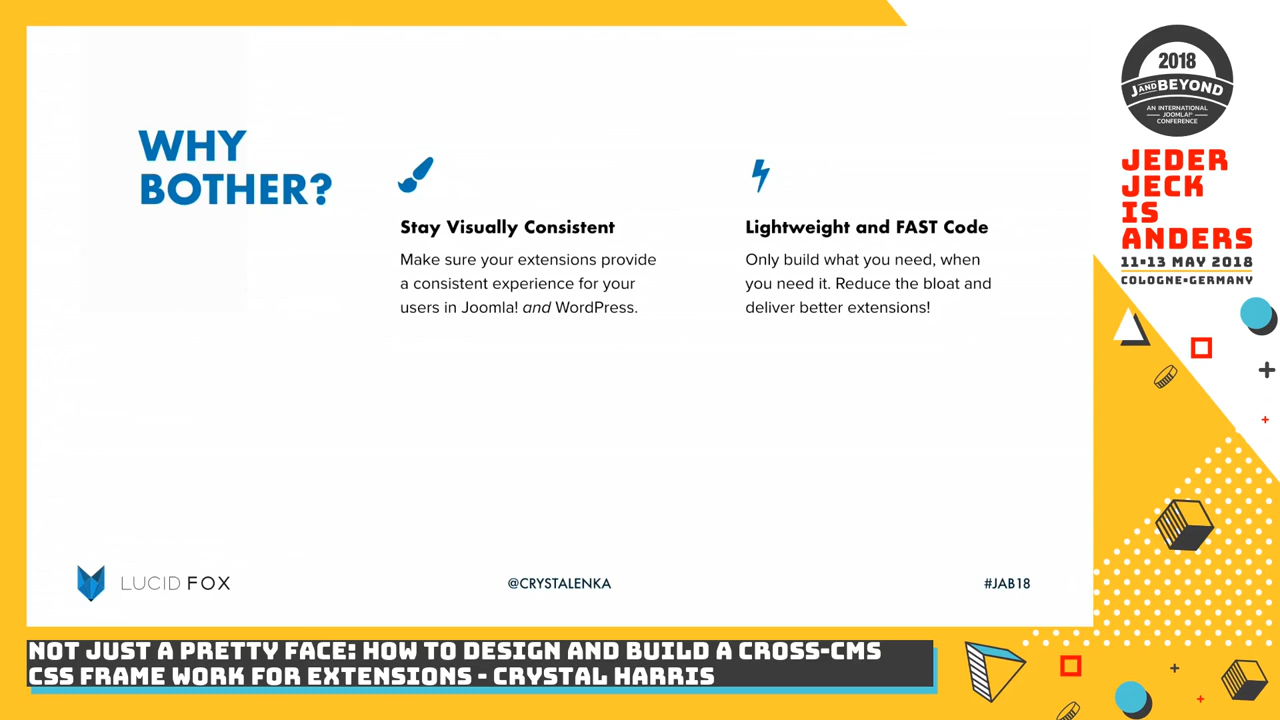 WHY
BOTHER?
Stay Visually Consistent
Make sure your extensions provide
a consistent experience for your
users in Joomla! and WordPress.
Lightweight and FAST Code
Only build what you need, when
you need it. Reduce the bloat and
deliver better extensions!
LUCID FOX
@CRYSTALENKA
#JAB18
2018
JANDBEYOND
AN INTERNATIONAL
JOOMLA!®
CONFERENCE
JEDER
JECK
IS
ANDERS
11-13 MAY 2018
COLOGNE-GERMANY
NOT JUST A PRETTY FACE: HOW TO DESIGN AND BUILD A CROSS-CMS
CSS FRAME WORK FOR EXTENSIONS - CRYSTAL HARRIS